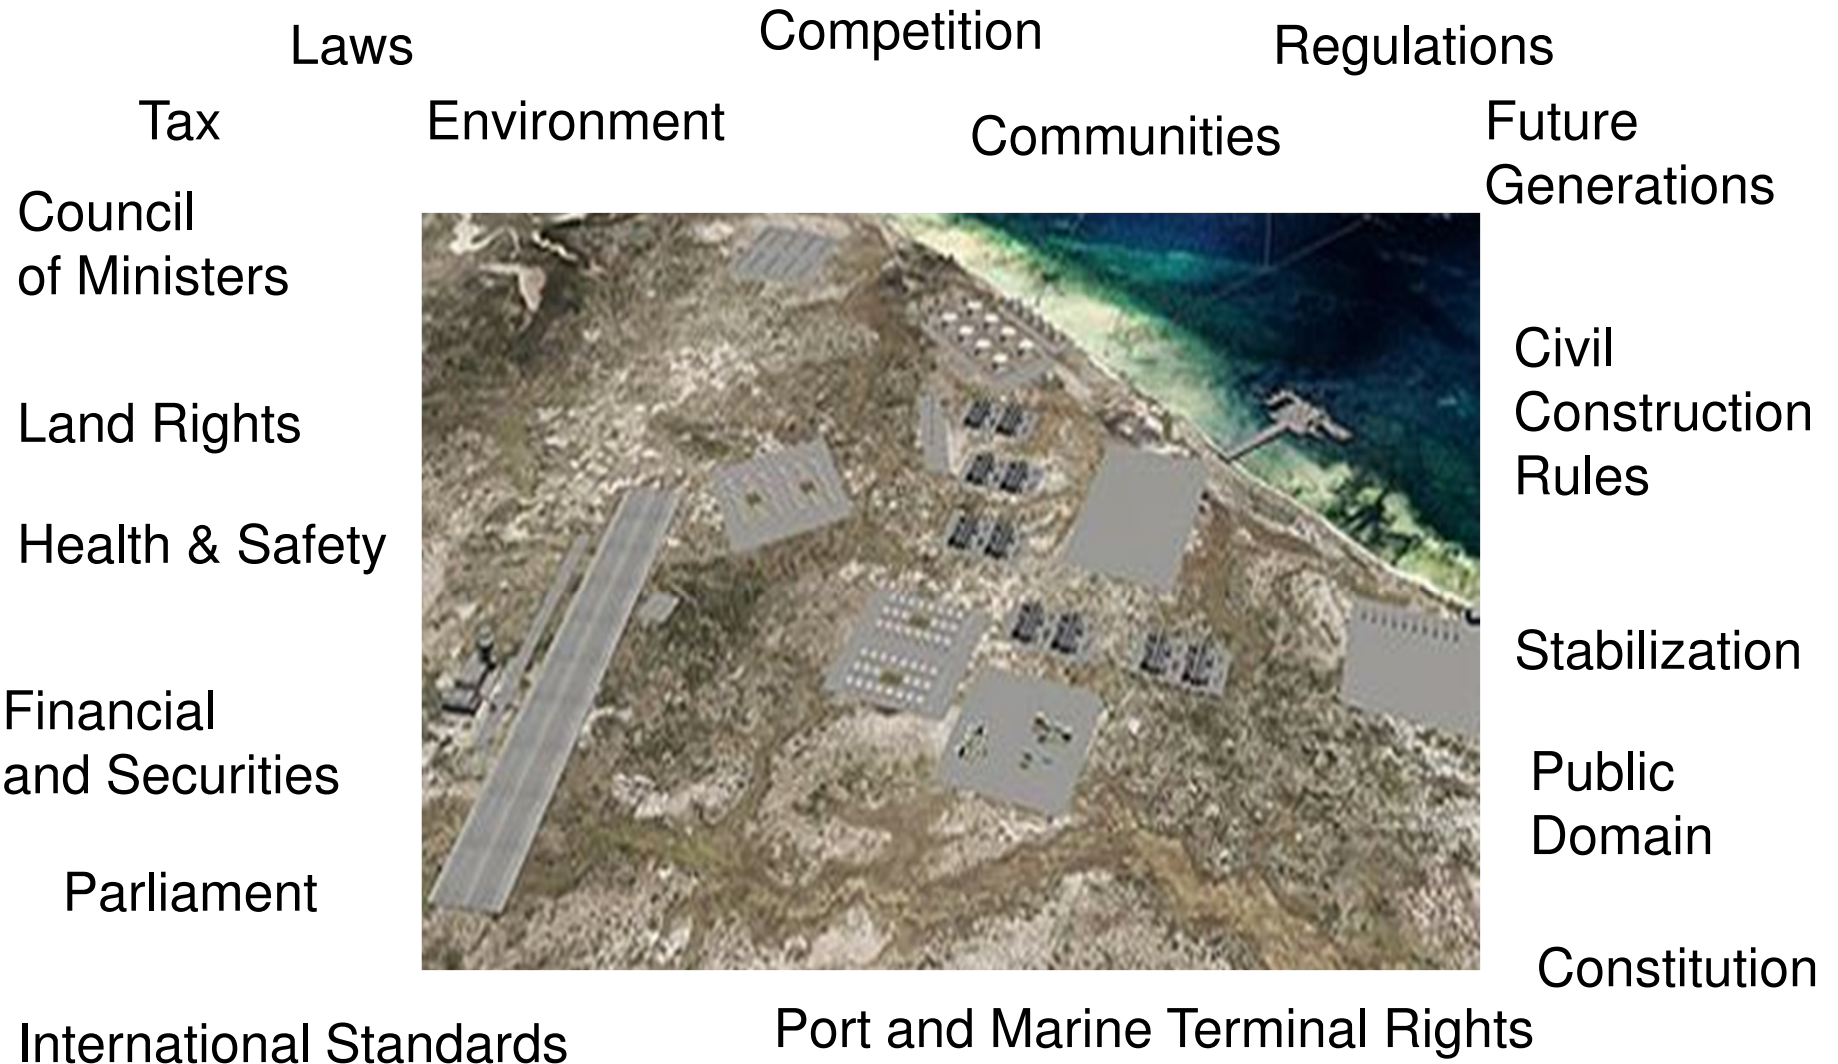 Laws
Competition
Regulations
Tax
Environment
Communities
Future
Generations
Council
of Ministers
Land Rights
Health & Safety
Financial
and Securities
Parliament
Civil
Construction
Rules
Stabilization
Public
Domain
Constitution
International Standards
Port and Marine Terminal Rights